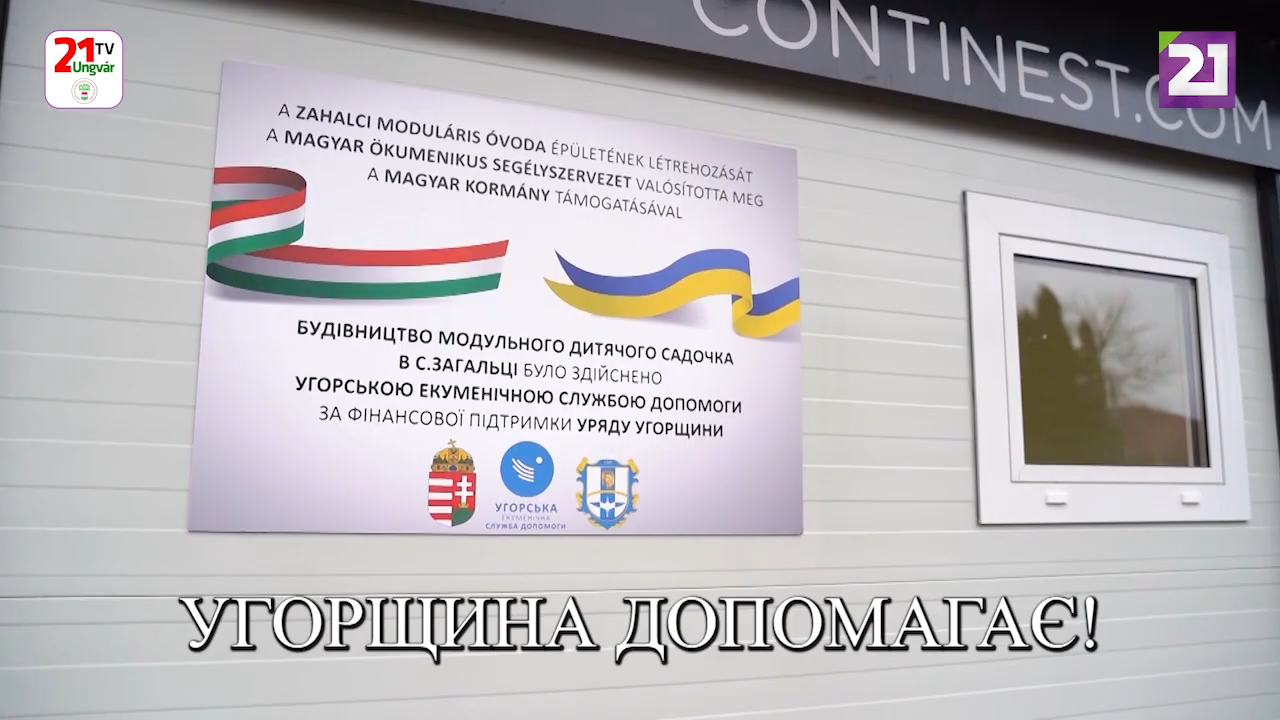 21 TV
Ungvár
CONTINEST.COM
21
A ZAHALCI MODULÁRIS ÓVODA ÉPÜLETÉNEK LÉTREHOZÁSÁT
A MAGYAR ÖKUMENIKUS SEGÉLYSZERVEZET VALÓSÍTOTTA MEG
A MAGYAR KORMÁNY TÁMOGATÁSÁVAL
БУДІВНИЦТВО МОДУЛЬНОГО ДИТЯЧОГО САДОЧКА
В С.ЗАГАЛЬЦІ БУЛО ЗДІЙСНЕНО
УГОРСЬКОЮ ЕКУМЕНІЧНОЮ СЛУЖБОЮ ДОПОМОГИ
ЗА ФІНАНСОВОЇ ПІДТРИМКИ УРЯДУ УГОРЩИНИ
УГОРСЬКА
ЕКУМЕНІЧНА
СЛУЖБА ДОПОМОГИ
УГОРЩИНА ДОПОМАГАЄ!